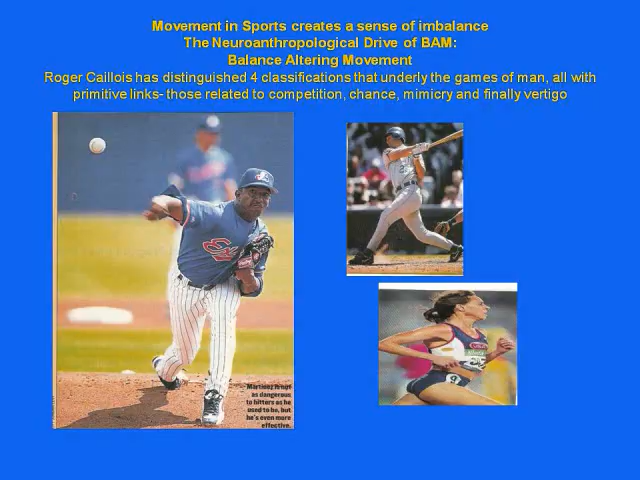 Movement in Sports creates a sense of imbalance
The Neuroanthropological Drive of BAM:
Balance Altering Movement
Roger Caillois has distinguished 4 classifications that underly the games of man, all with
primitive links- those related to competition, chance, mimicry and finally vertigo
Martinez is not
as dangerous
to hitters as he
used to be, but
he's even more
effective.